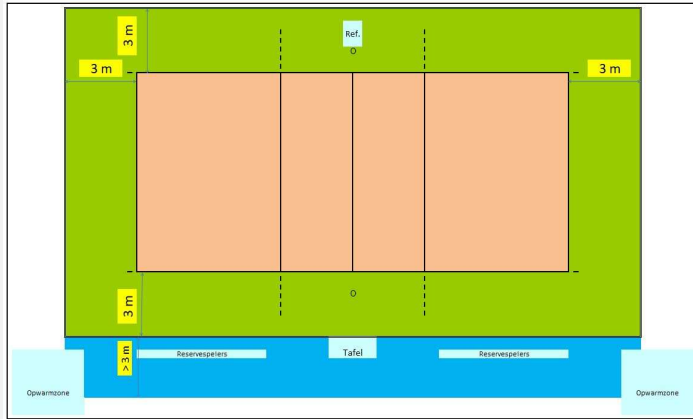 Ref.
O
3 m
3 m
3 m
O
3 m
> 3 m
Reservespelers
Tafel
Reservespelers
Opwarmzone
Opwarmzone